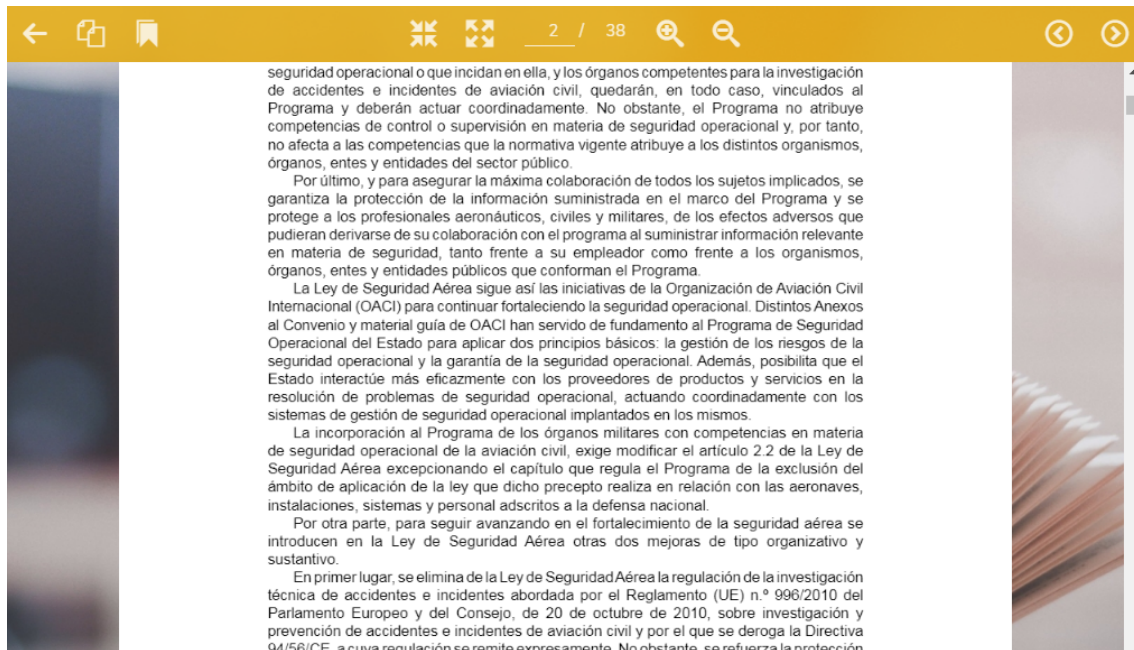 2 / 38
seguridad operacional o que incidan en ella, y los órganos competentes para la investigación
de accidentes e incidentes de aviación civil, quedarán, en todo caso, vinculados al
Programa y deberán actuar coordinadamente. No obstante, el Programa no atribuye
competencias de control o supervisión en materia de seguridad operacional y, por tanto,
no afecta a las competencias que la normativa vigente atribuye a los distintos organismos,
órganos, entes y entidades del sector público.
Por último, y para asegurar la máxima colaboración de todos los sujetos implicados, se
garantiza la protección de la información suministrada en el marco del Programa y se
protege a los profesionales aeronáuticos, civiles y militares, de los efectos adversos que
pudieran derivarse de su colaboración con el programa al suministrar información relevante
en materia de seguridad, tanto frente a su empleador como frente a los organismos,
órganos, entes y entidades públicos que conforman el Programa.
La Ley de Seguridad Aérea sigue así las iniciativas de la Organización de Aviación Civil
Internacional (OACI) para continuar fortaleciendo la seguridad operacional. Distintos Anexos
al Convenio y material guía de OACI han servido de fundamento al Programa de Seguridad
Operacional del Estado para aplicar dos principios básicos: la gestión de los riesgos de la
seguridad operacional y la garantía de la seguridad operacional. Además, posibilita que el
Estado interactúe más eficazmente con los proveedores de productos y servicios en la
resolución de problemas de seguridad operacional, actuando coordinadamente con los
sistemas de gestión de seguridad operacional implantados en los mismos.
La incorporación al Programa de los órganos militares con competencias en materia
de seguridad operacional de la aviación civil, exige modificar el artículo 2.2 de la Ley de
Seguridad Aérea excepcionando el capítulo que regula el Programa de la exclusión del
ámbito de aplicación de la ley que dicho precepto realiza en relación con las aeronaves,
instalaciones, sistemas y personal adscritos a la defensa nacional.
Por otra parte, para seguir avanzando en el fortalecimiento de la seguridad aérea se
introducen en la Ley de Seguridad Aérea otras dos mejoras de tipo organizativo y
sustantivo.
En primer lugar, se elimina de la Ley de Seguridad Aérea la regulación de la investigación
técnica de accidentes e incidentes abordada por el Reglamento (UE) n.º 996/2010 del
Parlamento Europeo y del Consejo, de 20 de octubre de 2010, sobre investigación y
prevención de accidentes e incidentes de aviación civil y por el que se deroga la Directiva
94/56/CE, a cuya regulación se remite expresamente. No obstante, se refuerza la protección